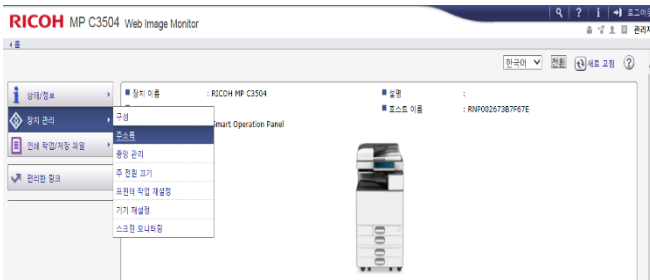 RICOH MP C3504 Web Image Monitor
? i 로그아웃
관리자
홈
한국어 전환 새로 고침 ?
상태/정보
장치 관리
인쇄 작업/저장 파일
편리한 링크
구성
주소록
중앙 관리
주 전원 끄기
프린터 작업 재설정
기기 재설정
스크린 모니터링
장치 이름 : RICOH MP C3504
설명 :
호스트 이름 : RNP002673B7F67E
Smart Operation Panel